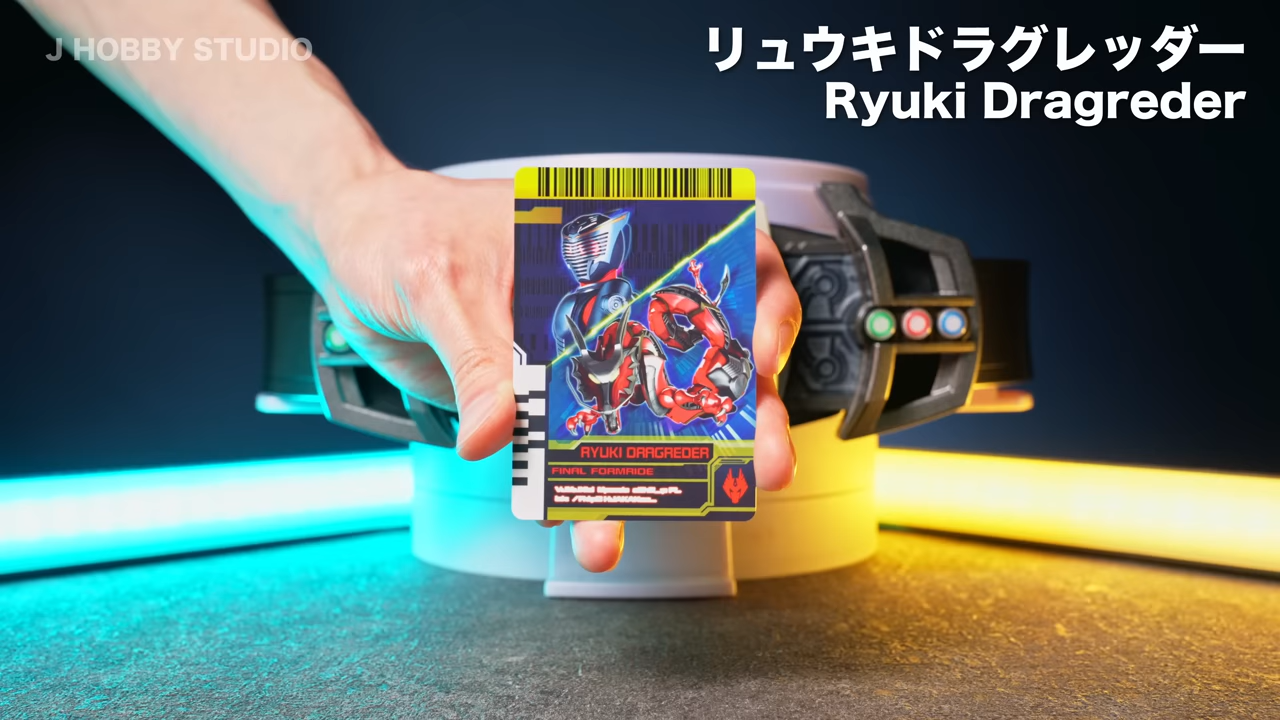 J HOBBY STUDIO
リュウキドラグレッダー
Ryuki Dragreder
RYUKI DRAGREDER
FINAL FORMRIDE